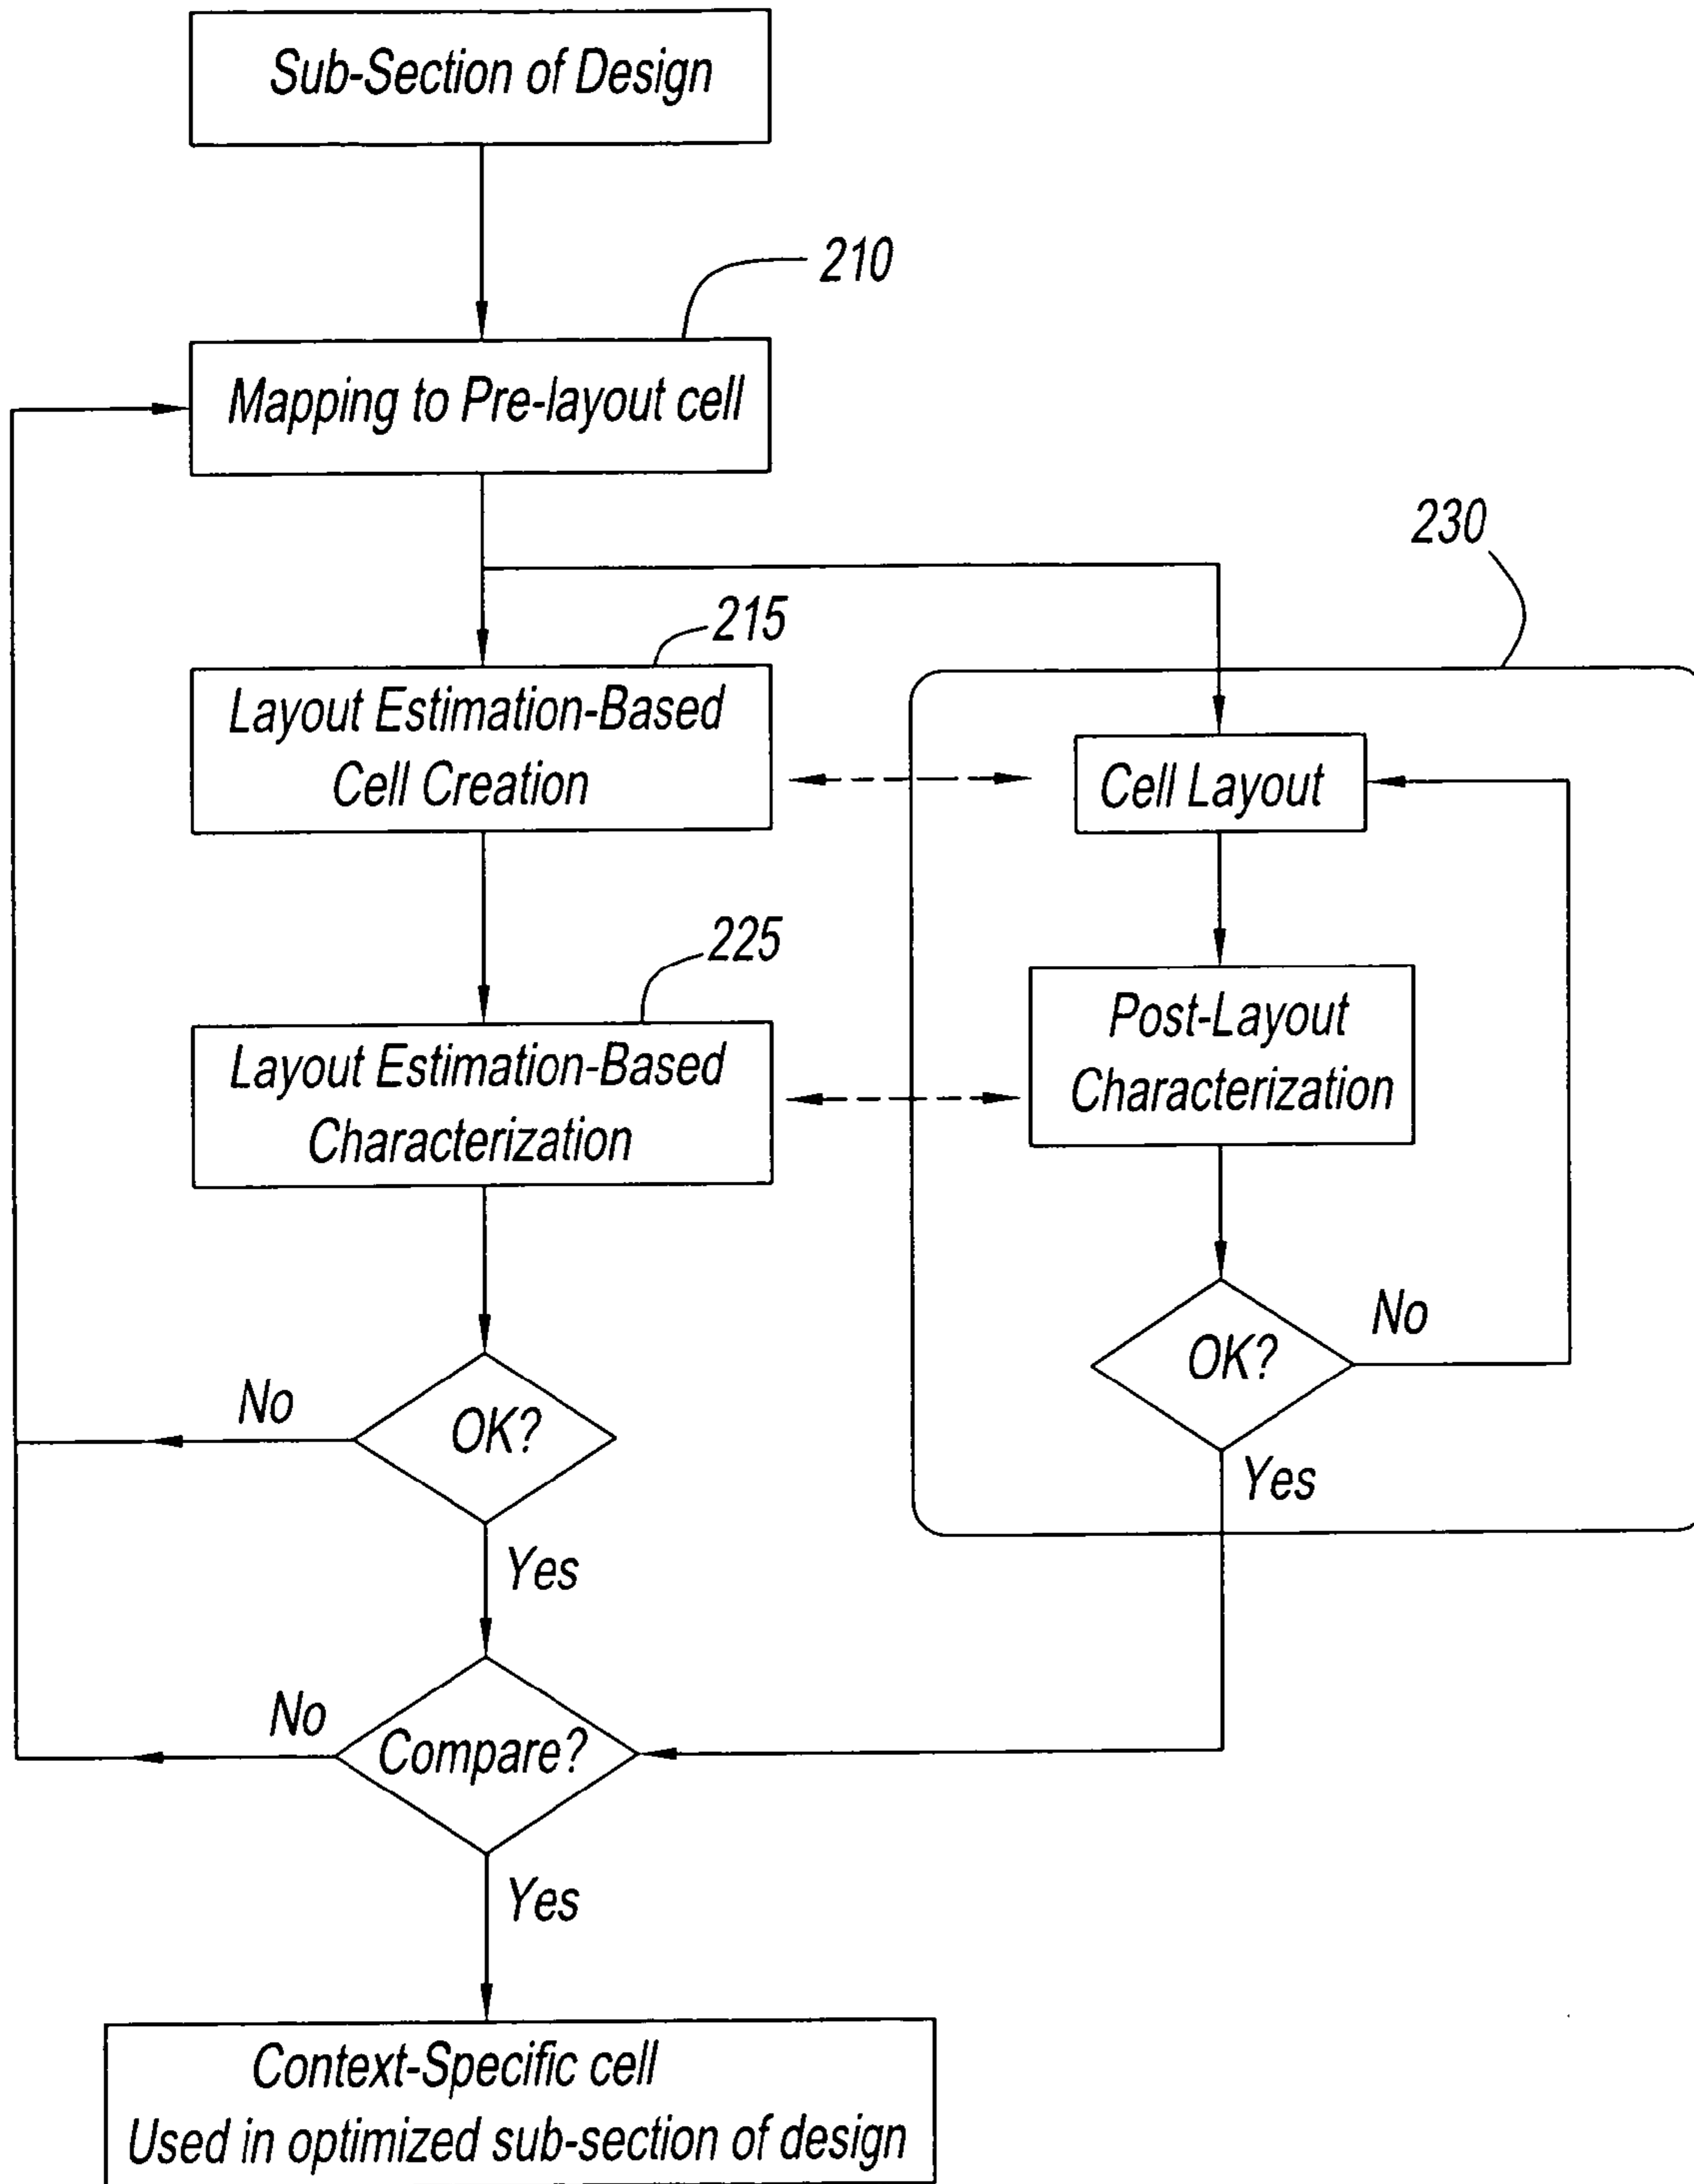 Sub-Section of Design
210
Mapping to Pre-layout cell
230
215
Layout Estimation-Based
Cell Creation
Cell Layout
225
Layout Estimation-Based
Characterization
Post-Layout
Characterization
OK?
No
No
OK?
Yes
Yes
No
Compare?
Yes
Context-Specific cell
Used in optimized sub-section of design